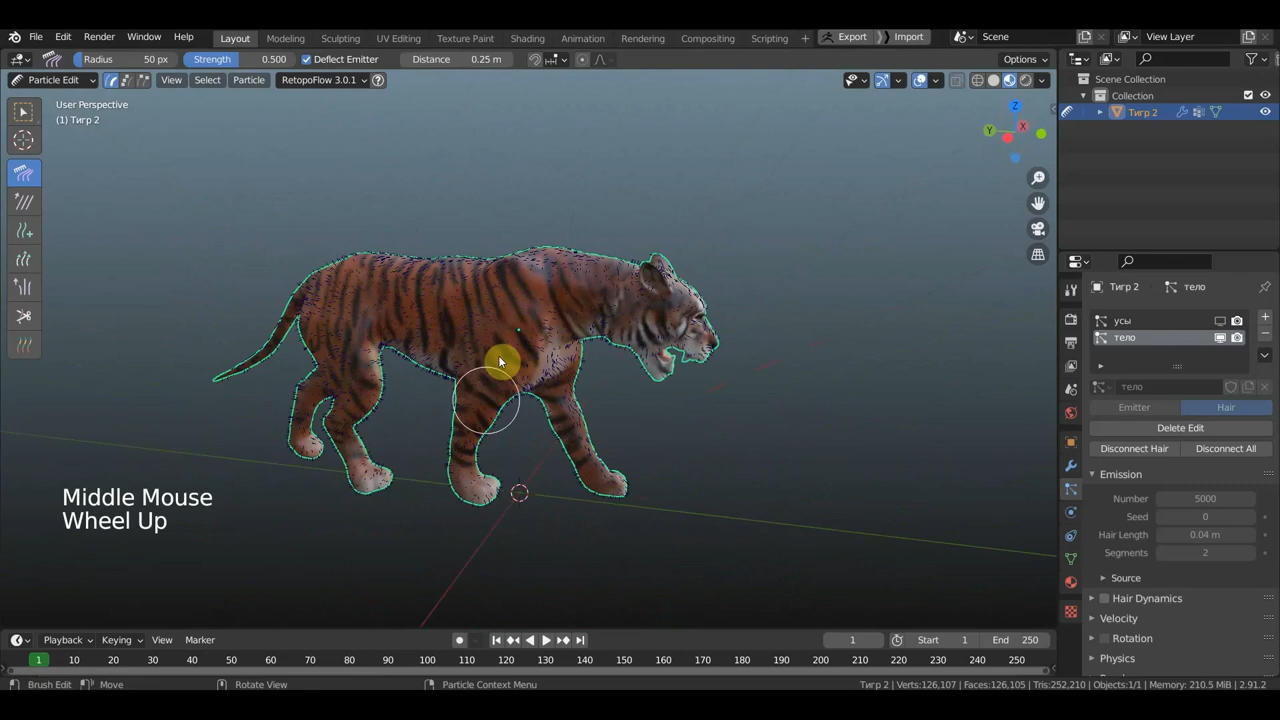 File Edit Render Window Help Layout Modeling Sculpting UV Editing Texture Paint Shading Animation Rendering Compositing Scripting + Export Import Scene View Layer
Radius 50 px Strength 0.500 Deflect Emitter Distance 0.25 m Options
Particle Edit View Select Particle RetopoFlow 3.0.1
User Perspective
(1) Тигр 2
Z
Y
X
Scene Collection
Collection
Тигр 2
Тигр 2 тело
усы
тело
тело
Emitter Hair
Delete Edit
Disconnect Hair Disconnect All
Emission
Number 5000
Seed 0
Hair Length 0.04 m
Segments 2
Source
Hair Dynamics
Velocity
Rotation
Physics
Middle Mouse
Wheel Up
Playback Keying View Marker 1 Start 1 End 250
1 10 20 30 40 50 60 70 80 90 100 110 120 130 140 150 160 170 180 190 200 210 220 230 240 250
Brush Edit Move Rotate View Particle Context Menu Тигр 2 | Verts:126,107 | Faces:126,105 | Tris:252,210 | Objects:1/1 | Memory: 210.5 MiB | 2.91.2